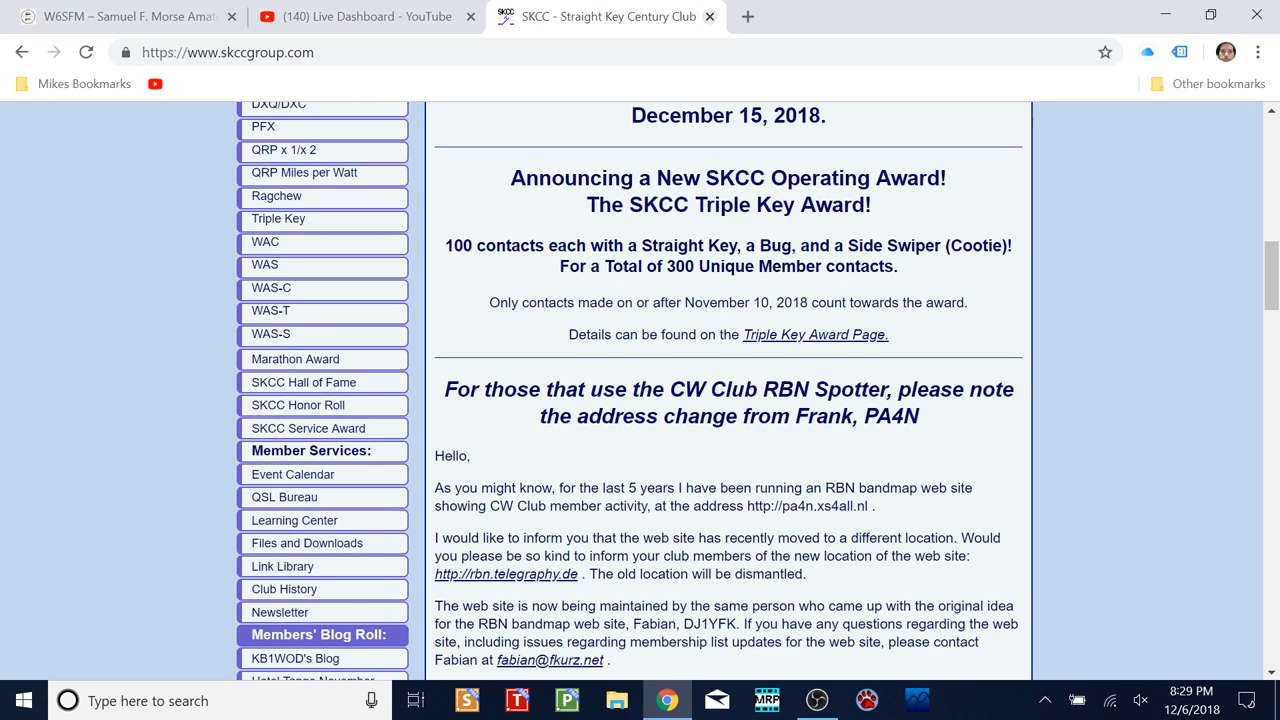 W6SFM – Samuel F. Morse Amat
(140) Live Dashboard - YouTube
SKCC - Straight Key Century Club
https://www.skccgroup.com
Mikes Bookmarks
Other bookmarks
DXQ/DXC
PFX
QRP x 1/x 2
QRP Miles per Watt
Ragchew
Triple Key
WAC
WAS
WAS-C
WAS-T
WAS-S
Marathon Award
SKCC Hall of Fame
SKCC Honor Roll
SKCC Service Award
Member Services:
Event Calendar
QSL Bureau
Learning Center
Files and Downloads
Link Library
Club History
Newsletter
Members' Blog Roll:
KB1WOD's Blog
Hotel Tango November
December 15, 2018.
Announcing a New SKCC Operating Award!
The SKCC Triple Key Award!
100 contacts each with a Straight Key, a Bug, and a Side Swiper (Cootie)!
For a Total of 300 Unique Member contacts.
Only contacts made on or after November 10, 2018 count towards the award.
Details can be found on the Triple Key Award Page.
For those that use the CW Club RBN Spotter, please note
the address change from Frank, PA4N
Hello,
As you might know, for the last 5 years I have been running an RBN bandmap web site
showing CW Club member activity, at the address http://pa4n.xs4all.nl .
I would like to inform you that the web site has recently moved to a different location. Would
you please be so kind to inform your club members of the new location of the web site:
http://rbn.telegraphy.de . The old location will be dismantled.
The web site is now being maintained by the same person who came up with the original idea
for the RBN bandmap web site, Fabian, DJ1YFK. If you have any questions regarding the web
site, including issues regarding membership list updates for the web site, please contact
Fabian at fabian@fkurz.net .
Type here to search
S
T
P
MRP
8:29 PM
12/6/2018